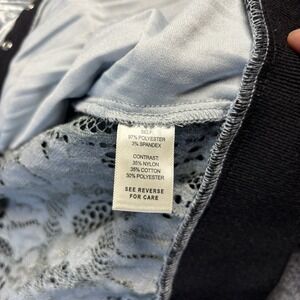 SELF
97% POLYESTER
3% SPANDEX
CONTRAST:
35% NYLON
35% COTTON
30% POLYESTER
SEE REVERSE
FOR CARE